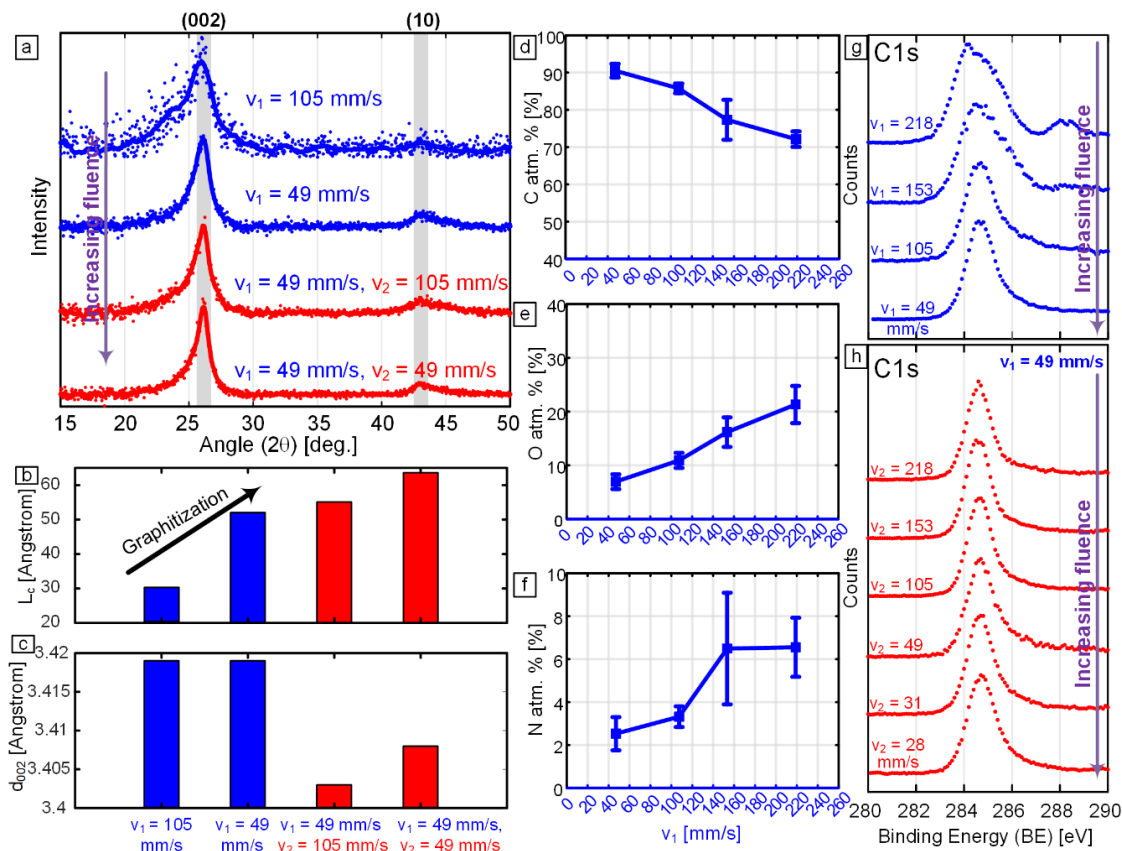 (002)
(10)
a
v1 = 105 mm/s
v1 = 49 mm/s
v1 = 49 mm/s, v2 = 105 mm/s
v1 = 49 mm/s, v2 = 49 mm/s
Increasing fluence
Intensity
15 20 25 30 35 40 45 50
Angle (2θ) [deg.]
b
Graphitization
Lc [Angstrom]
60
50
40
30
20
c
d002 [Angstrom]
3.42
3.415
3.41
3.405
3.4
v1 = 105 mm/s
v1 = 49 mm/s
v1 = 49 mm/s v2 = 105 mm/s
v1 = 49 mm/s, v2 = 49 mm/s
d
C atm. % [%]
100
90
80
70
60
50
40
0 20 40 60 80 100 120 140 160 180 200 220 260
e
O atm. % [%]
40
30
20
10
0
0 20 40 60 80 100 120 140 160 180 200 220 260
f
N atm. % [%]
10
8
6
4
2
0
0 20 40 60 80 100 120 140 160 180 200 220 260
v1 [mm/s]
g
C1s
v1 = 218
v1 = 153
v1 = 105
v1 = 49
mm/s
Increasing fluence
Counts
h
C1s
v1 = 49 mm/s
v2 = 218
v2 = 153
v2 = 105
v2 = 49
v2 = 31
v2 = 28
mm/s
Increasing fluence
Counts
280 282 284 286 288 290
Binding Energy (BE) [eV]